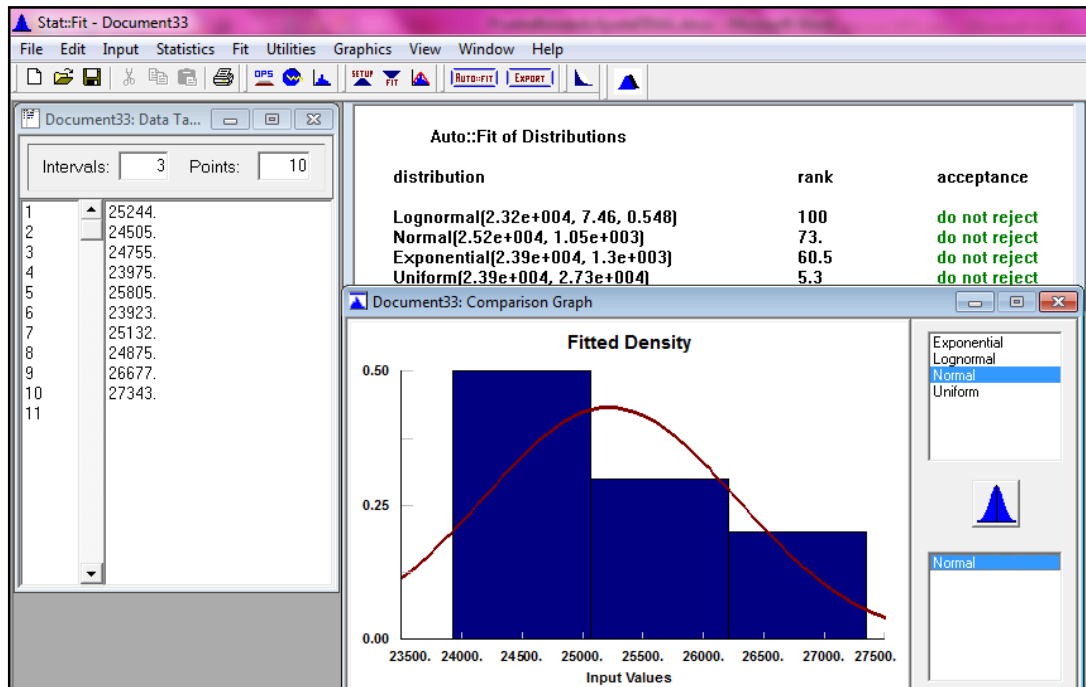 Stat::Fit - Document33
File Edit Input Statistics Fit Utilities Graphics View Window Help
OPS SETUP FIT AUTO::FIT EXPORT
Document33: Data Ta...
Intervals: 3 Points: 10
1 25244.
2 24505.
3 24755.
4 23975.
5 25805.
6 23923.
7 25132.
8 24875.
9 26677.
10 27343.
11
Auto::Fit of Distributions
distribution rank acceptance
Lognormal(2.32e+004, 7.46, 0.548) 100 do not reject
Normal(2.52e+004, 1.05e+003) 73. do not reject
Exponential(2.39e+004, 1.3e+003) 60.5 do not reject
Uniform(2.39e+004, 2.73e+004) 5.3 do not reject
Document33: Comparison Graph
Fitted Density
0.50
0.25
0.00
23500. 24000. 24500. 25000. 25500. 26000. 26500. 27000. 27500.
Input Values
Exponential
Lognormal
Normal
Uniform
Normal